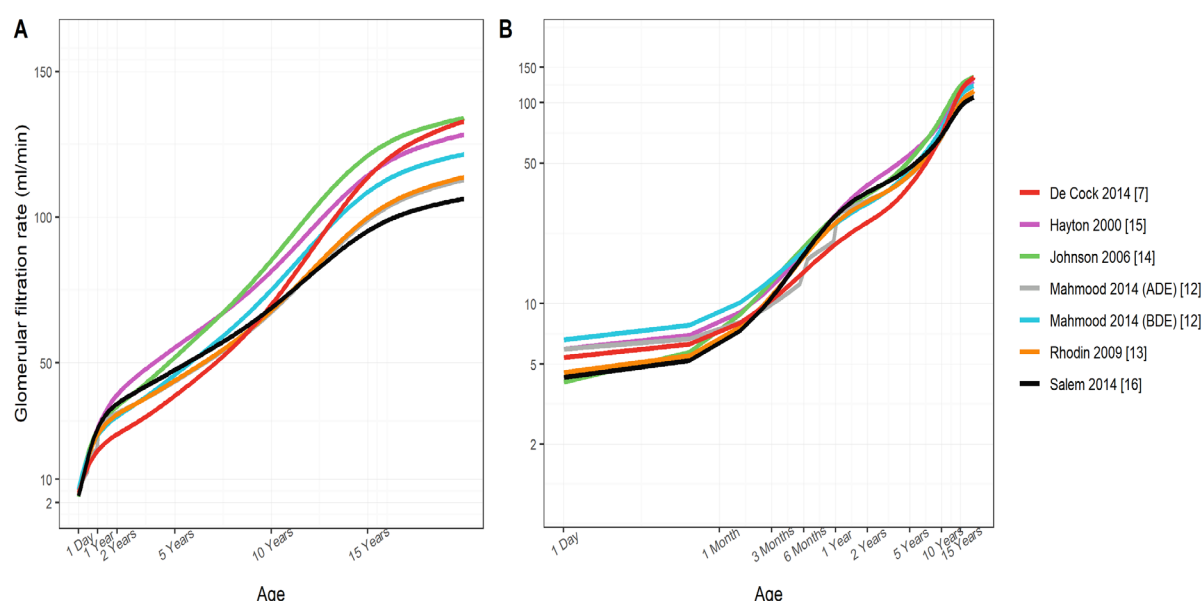 A
Glomerular filtration rate (ml/min)
150
100
50
10
2
1 Day
1 Year
2 Years
5 Years
10 Years
15 Years
Age
B
150
100
50
10
5
2
1 Day
1 Month
3 Months
6 Months
1 Year
2 Years
5 Years
10 Years
15 Years
Age
De Cock 2014 [7]
Hayton 2000 [15]
Johnson 2006 [14]
Mahmood 2014 (ADE) [12]
Mahmood 2014 (BDE) [12]
Rhodin 2009 [13]
Salem 2014 [16]